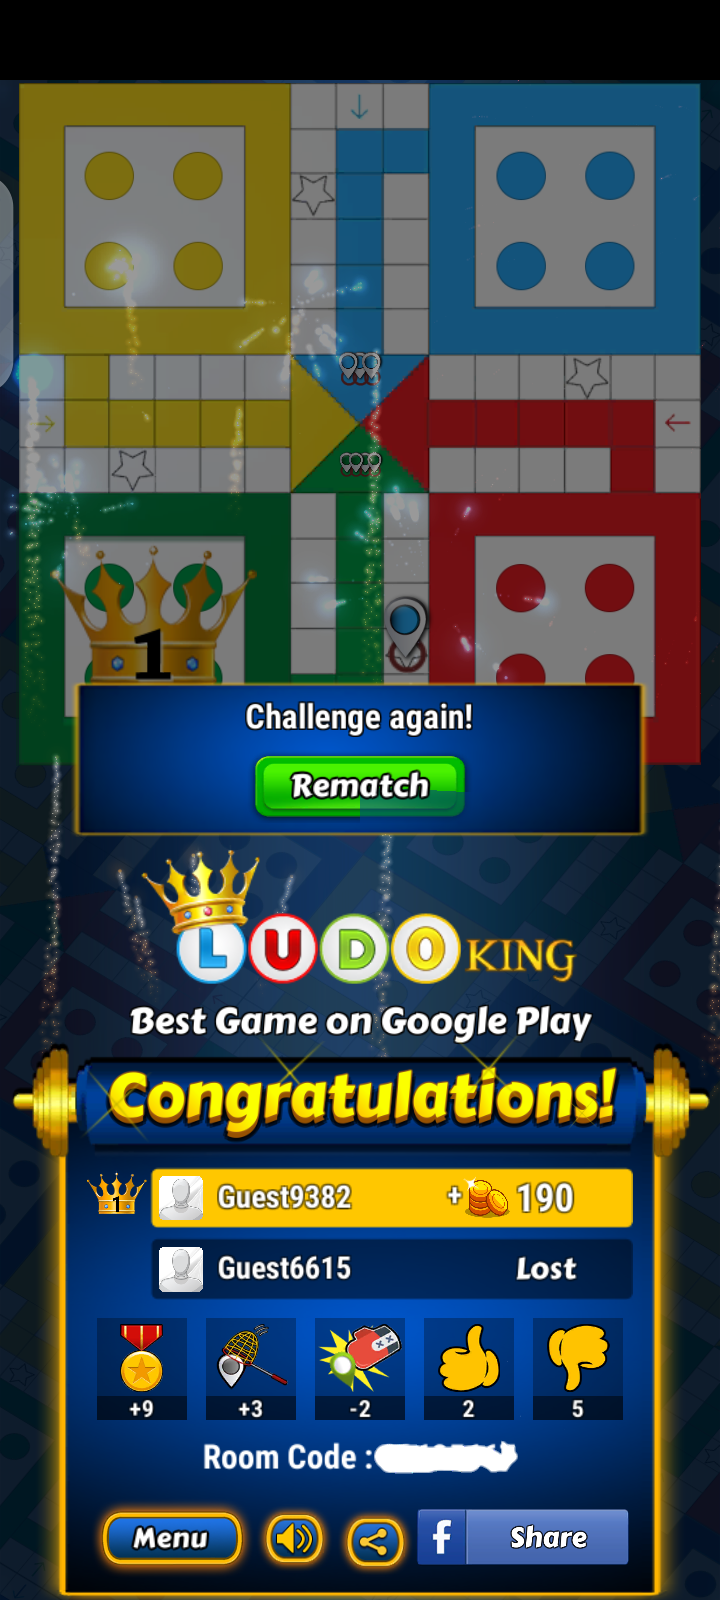 1
Challenge again!
Rematch
LUDO KING
Best Game on Google Play
Congratulations!
1 Guest9382 + 190
Guest6615 Lost
+9 +3 -2 2 5
Room Code :
Menu f Share